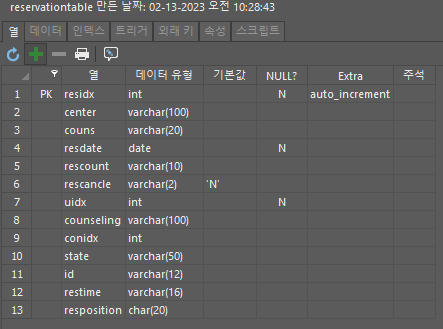 reservationtable 만든 날짜: 02-13-2023 오전 10:28:43
열 데이터 인덱스 트리거 외래 키 속성 스크립트
열 데이터 유형 기본값 NULL? Extra 주석
1 PK residx int N auto_increment
2 center varchar(100)
3 couns varchar(20)
4 resdate date N
5 rescount varchar(10)
6 rescancle varchar(2) 'N'
7 uidx int N
8 counseling varchar(100)
9 conidx int
10 state varchar(50)
11 id varchar(12)
12 restime varchar(16)
13 resposition char(20)